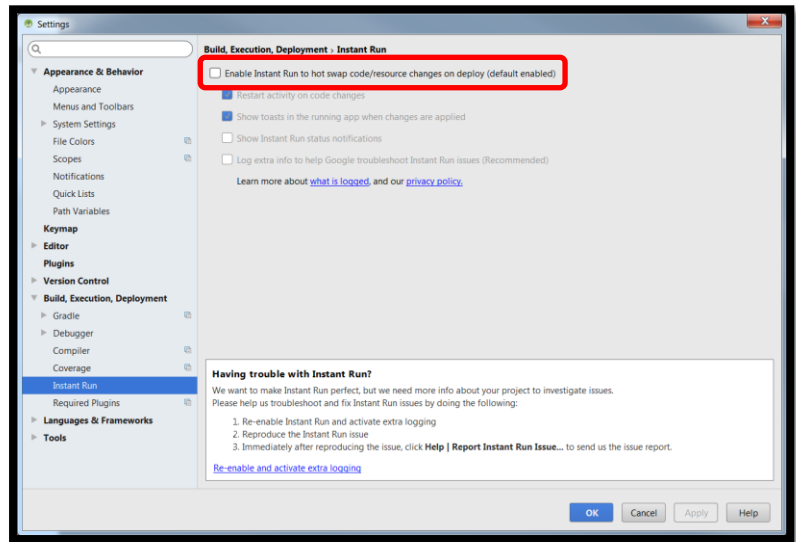 Settings
Build, Execution, Deployment › Instant Run
Appearance & Behavior
Appearance
Menus and Toolbars
System Settings
File Colors
Scopes
Notifications
Quick Lists
Path Variables
Keymap
Editor
Plugins
Version Control
Build, Execution, Deployment
Gradle
Debugger
Compiler
Coverage
Instant Run
Required Plugins
Languages & Frameworks
Tools
Enable Instant Run to hot swap code/resource changes on deploy (default enabled)
Restart activity on code changes
Show toasts in the running app when changes are applied
Show Instant Run status notifications
Log extra info to help Google troubleshoot Instant Run issues (Recommended)
Learn more about what is logged, and our privacy policy.
Having trouble with Instant Run?
We want to make Instant Run perfect, but we need more info about your project to investigate issues.
Please help us troubleshoot and fix Instant Run issues by doing the following:
1. Re-enable Instant Run and activate extra logging
2. Reproduce the Instant Run issue
3. Immediately after reproducing the issue, click Help | Report Instant Run Issue... to send us the issue report.
Re-enable and activate extra logging
OK Cancel Apply Help